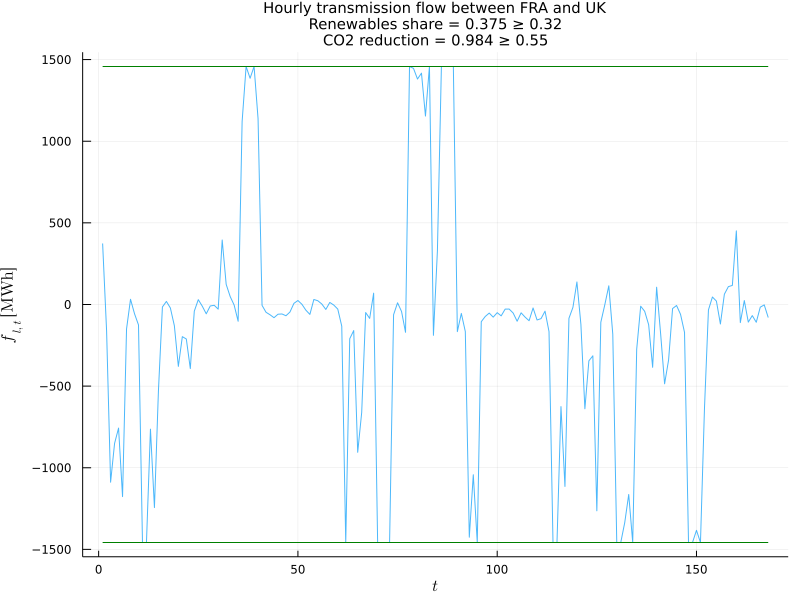 Hourly transmission flow between FRA and UK
Renewables share = 0.375 ≥ 0.32
CO2 reduction = 0.984 ≥ 0.55
1500
1000
500
0
−500
−1000
−1500
f l, t [MWh]
0
50
100
150
t